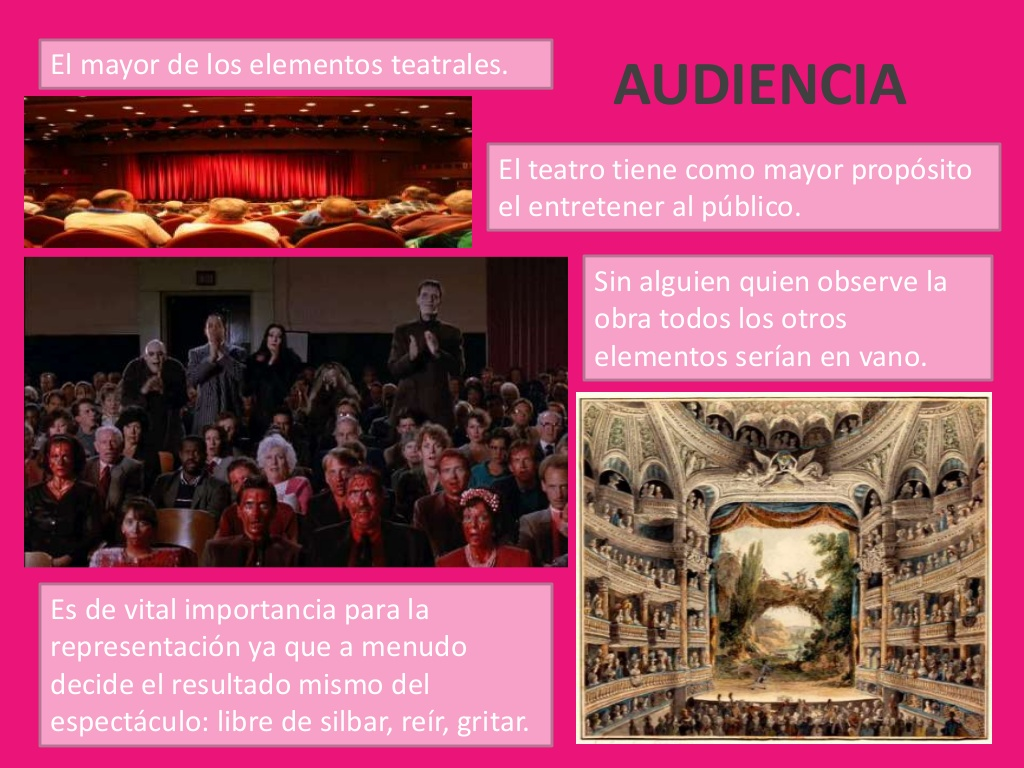 El mayor de los elementos teatrales.
AUDIENCIA
El teatro tiene como mayor propósito
el entretener al público.
Sin alguien quien observe la
obra todos los otros
elementos serían en vano.
Es de vital importancia para la
representación ya que a menudo
decide el resultado mismo del
espectáculo: libre de silbar, reír, gritar.